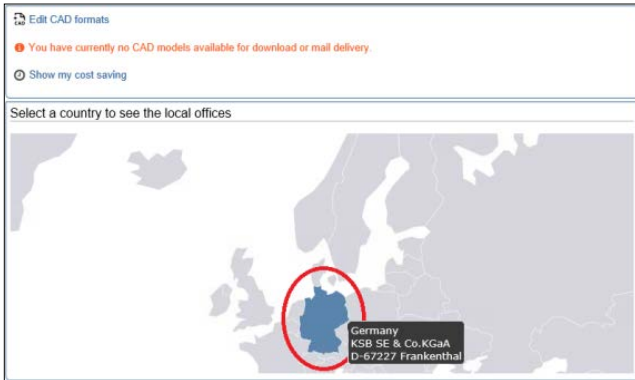 CAD Edit CAD formats
You have currently no CAD models available for download or mail delivery.
Show my cost saving
Select a country to see the local offices
Germany
KSB SE & Co.KGaA
D-67227 Frankenthal